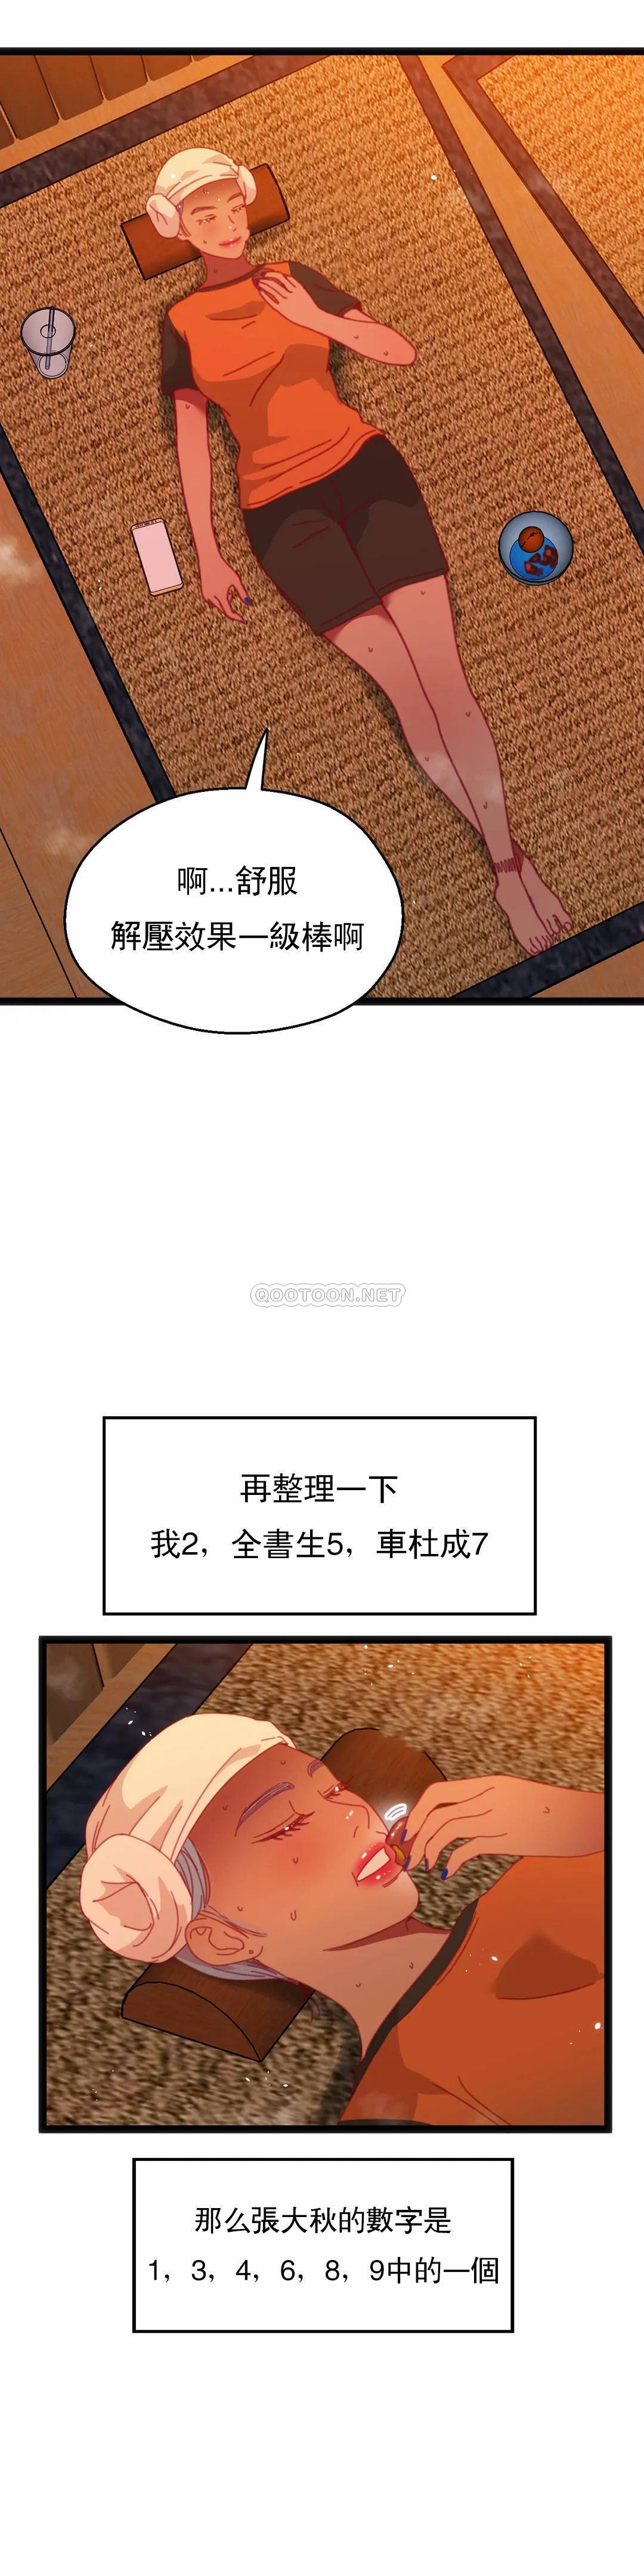 啊...舒服
解壓效果一級棒啊
QOOTOON.NET
再整理一下
我2，全書生5，車杜成7
那么張大秋的數字是
1，3，4，6，8，9中的一個